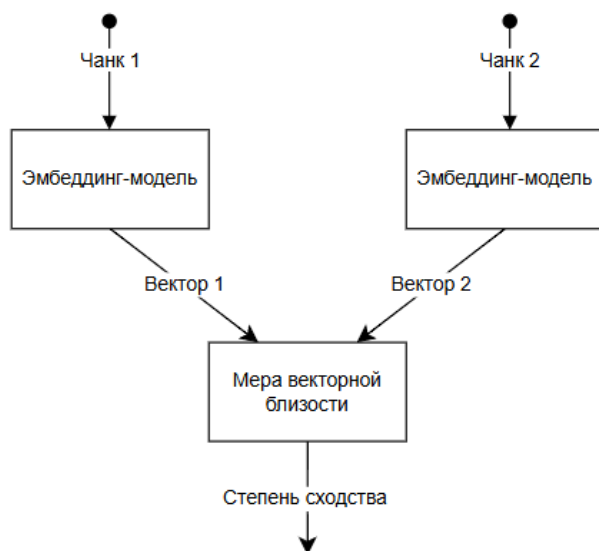 Чанк 1
Чанк 2
Эмбеддинг-модель
Эмбеддинг-модель
Вектор 1
Вектор 2
Мера векторной
близости
Степень сходства